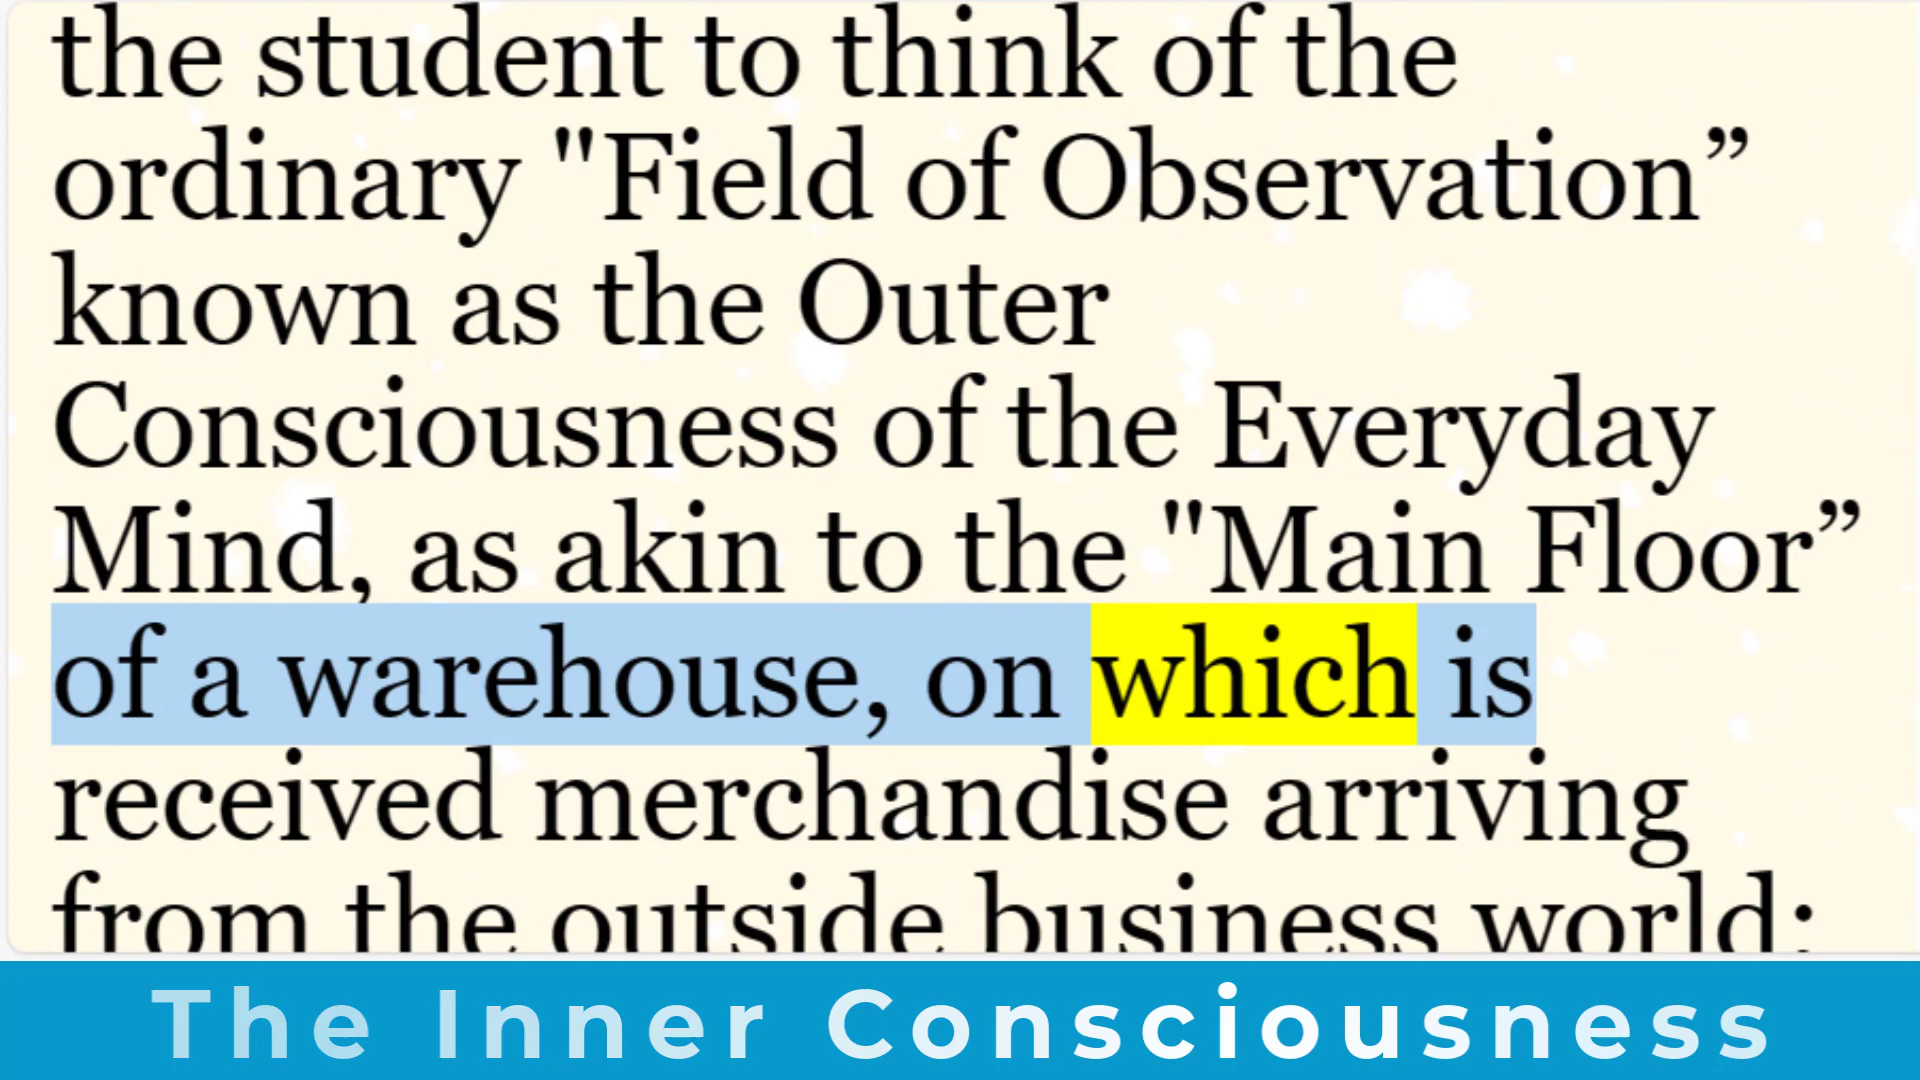 the student to think of the
ordinary "Field of Observation”
known as the Outer
Consciousness of the Everyday
Mind, as akin to the "Main Floor”
of a warehouse, on which is
received merchandise arriving
from the outside business world;
The Inner Consciousness